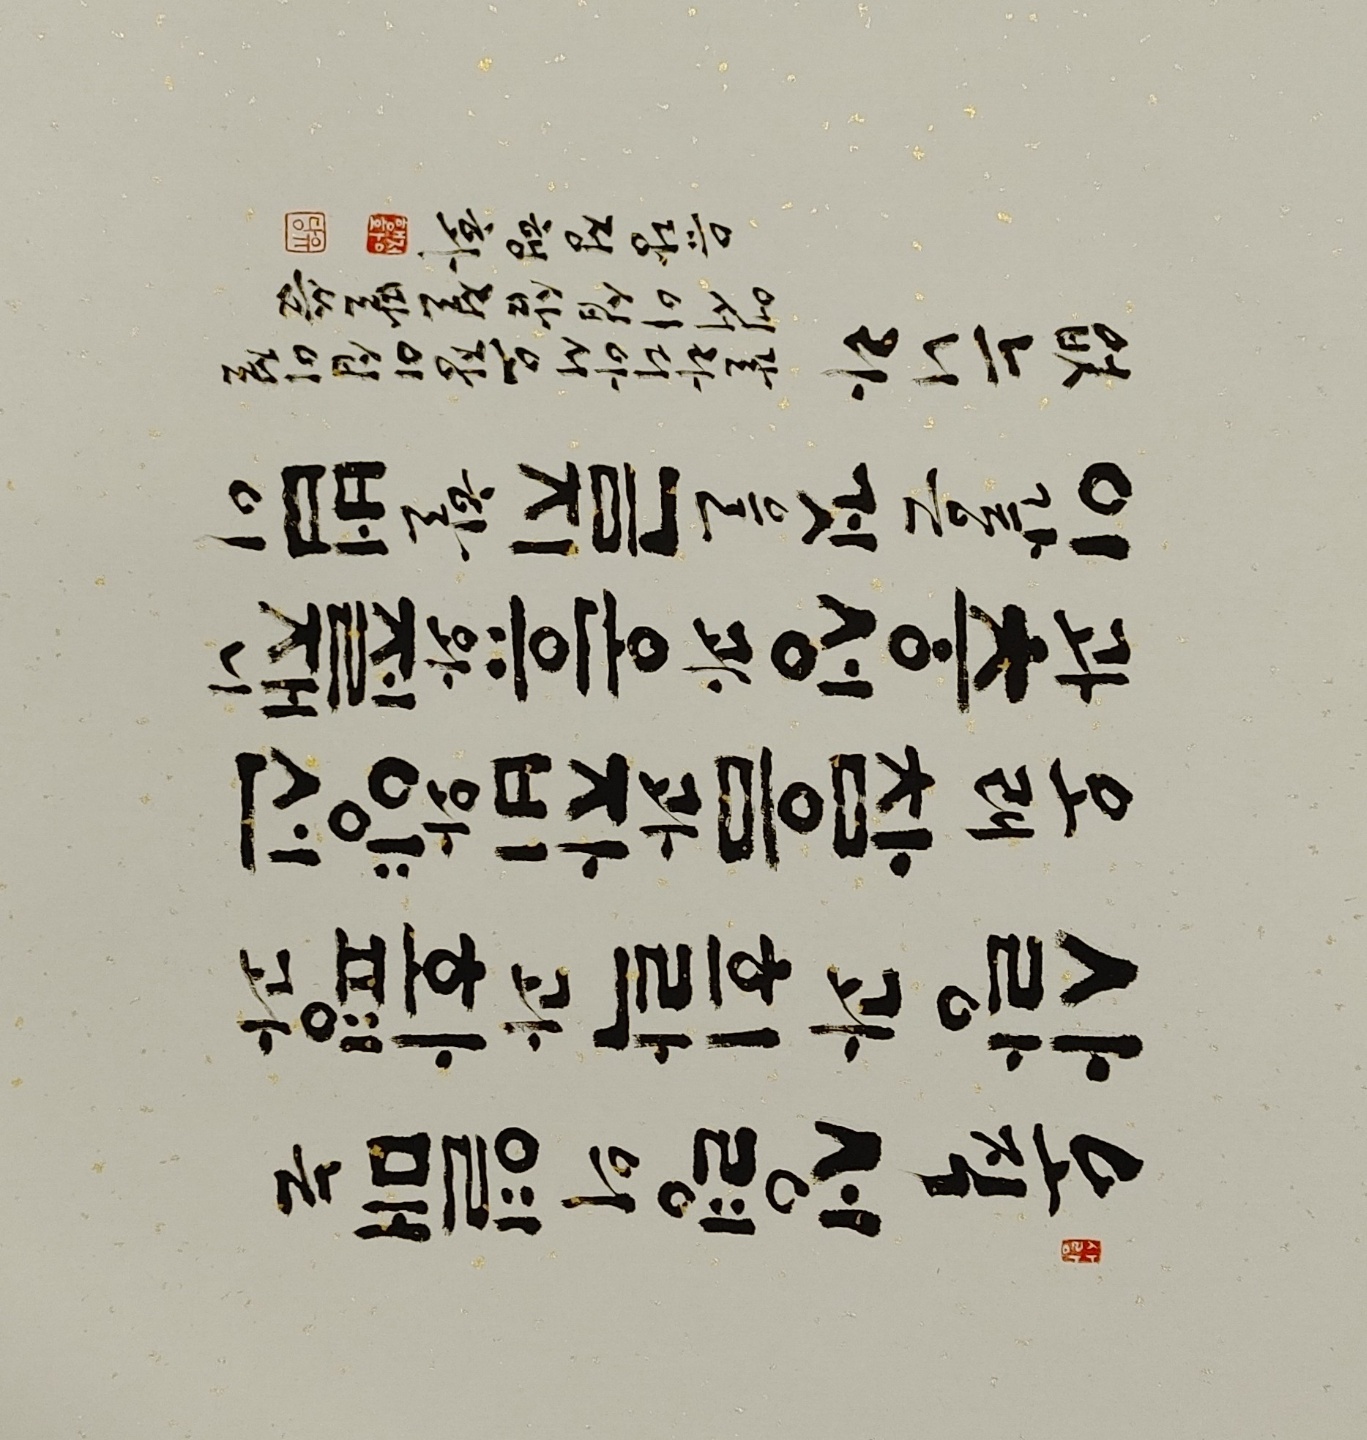 사랑
오직 성령의 열매는
사랑과 희락과 화평과
오래 참음과 자비와 양선
과 충성과 온유와 절제니
이 같은 것을 금지할 법이
없느니라
갈라디아서 오장 이십이절
에서 이십삼절 말씀
유당 정행화
정행화
유당